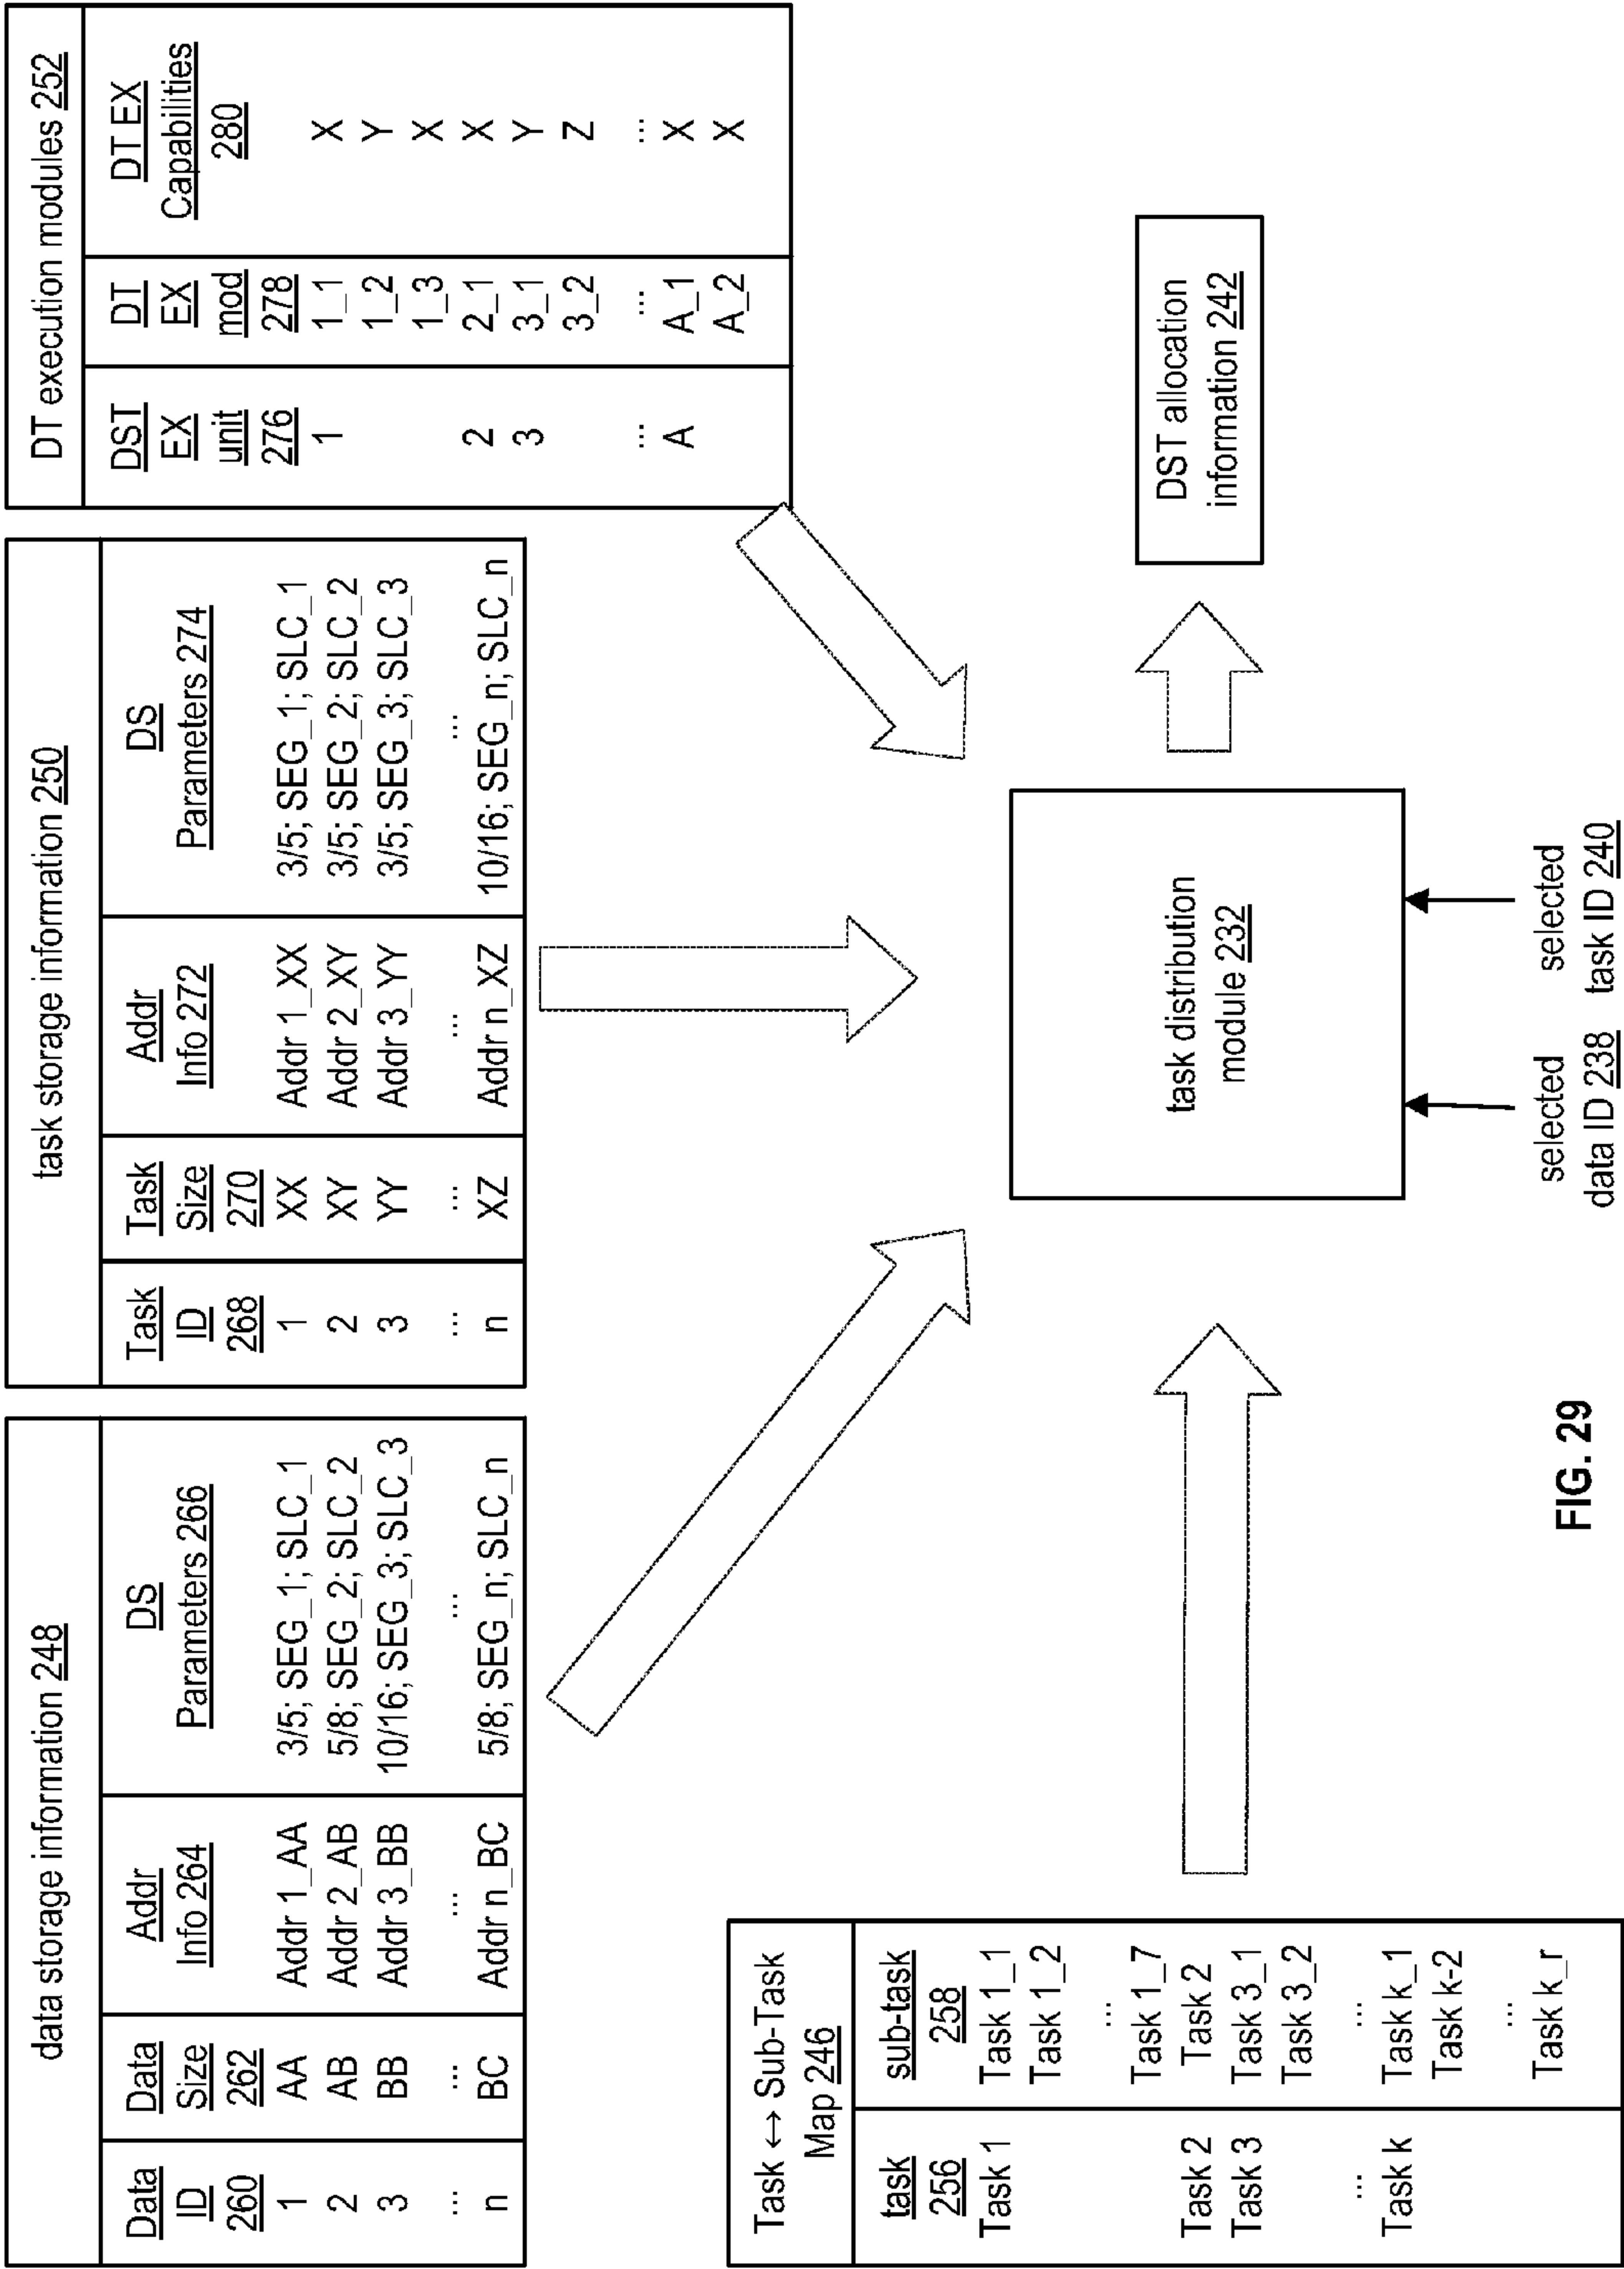 data storage information 248
Data ID 260 Data Size 262 Addr Info 264 DS Parameters 266
1 AA Addr 1_AA 3/5; SEG_1; SLC_1
2 AB Addr 2_AB 5/8; SEG_2; SLC_2
3 BB Addr 3_BB 10/16; SEG_3; SLC_3
... ... ... ...
n BC Addr n_BC 5/8; SEG_n; SLC_n
task storage information 250
Task ID 268 Task Size 270 Addr Info 272 DS Parameters 274
1 XX Addr 1_XX 3/5; SEG_1; SLC_1
2 XY Addr 2_XY 3/5; SEG_2; SLC_2
3 YY Addr 3_YY 3/5; SEG_3; SLC_3
... ... ... ...
n XZ Addr n_XZ 10/16; SEG_n; SLC_n
DT execution modules 252
DST EX unit 276 DT EX mod 278 DT EX Capabilities 280
1 1_1 X
1_2 Y
1_3 X
2 2_1 X
3 3_1 Y
3_2 Z
... ... ...
A A_1 X
A_2 X
Task ↔ Sub-Task
Map 246
task 256 sub-task 258
Task 1 Task 1_1
Task 1_2
...
Task 1_7
Task 2 Task 2
Task 3 Task 3_1
Task 3_2
... ...
Task k Task k_1
Task k-2
...
Task k_r
task distribution
module 232
DST allocation
information 242
selected
data ID 238
selected
task ID 240
FIG. 29